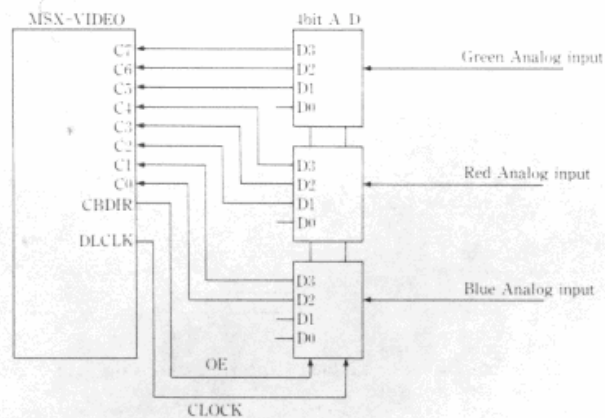 MSX-VIDEO
4bit A D
C7
C6
C5
C4
C3
C2
C1
C0
CBDIR
DLCLK
D3
D2
D1
D0
Green Analog input
D3
D2
D1
D0
Red Analog input
D3
D2
D1
D0
Blue Analog input
OE
CLOCK